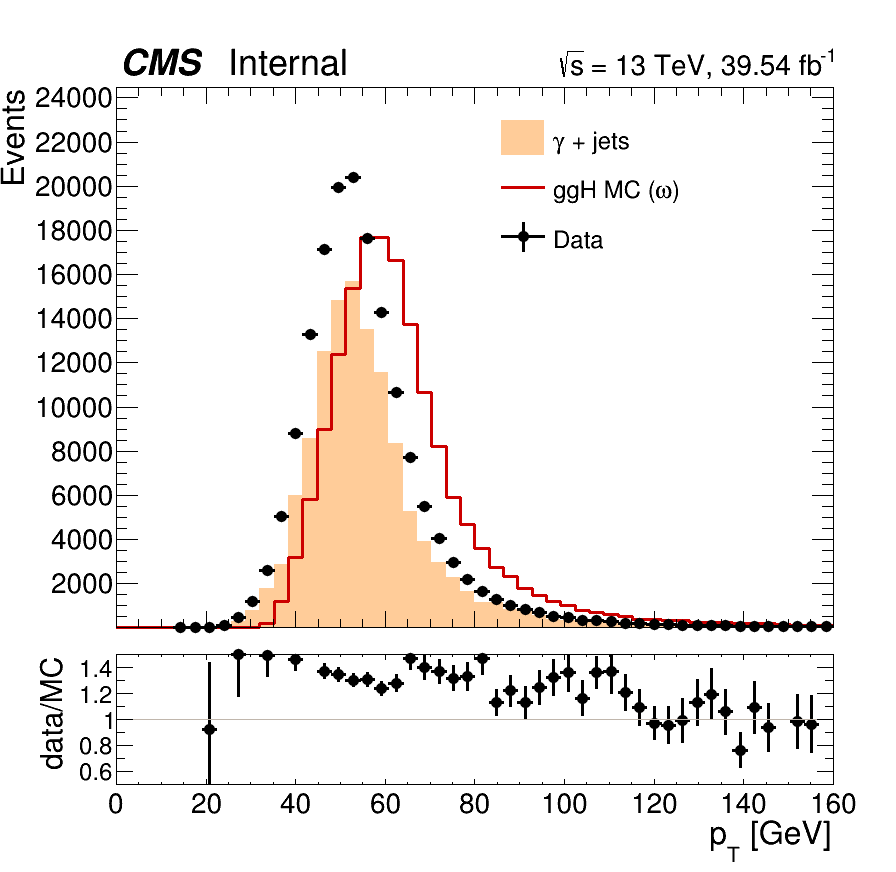 CMS Internal
√s = 13 TeV, 39.54 fb⁻¹
Events
24000
22000
20000
18000
16000
14000
12000
10000
8000
6000
4000
2000
γ + jets
ggH MC (ω)
Data
data/MC
1.4
1.2
1
0.8
0.6
0 20 40 60 80 100 120 140 160
p_T [GeV]